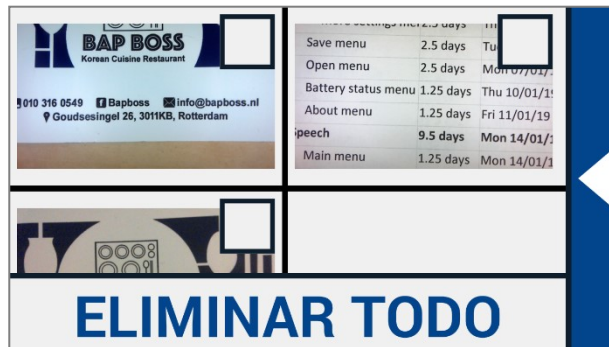 BAP BOSS
Korean Cuisine Restaurant
010 316 0549 Bapboss info@bapboss.nl
Goudsesingel 26, 3011KB, Rotterdam
Save menu 2.5 days
Open menu 2.5 days Mon 07/01/
Battery status menu 1.25 days Thu 10/01/19
About menu 1.25 days Fri 11/01/19
peech 9.5 days Mon 14/01/
Main menu 1.25 days Mon 14/01/1
ELIMINAR TODO